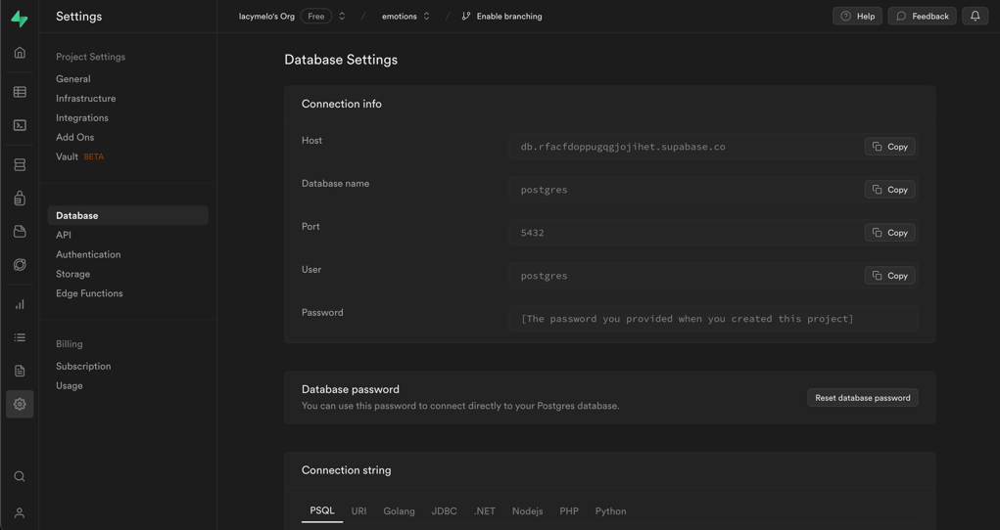 Settings
lacymelo's Org Free / emotions / Enable branching
Help Feedback
Project Settings
General
Infrastructure
Integrations
Add Ons
Vault BETA
Database
API
Authentication
Storage
Edge Functions
Billing
Subscription
Usage
Database Settings
Connection info
Host db.rfacfdoppugqgjojihet.supabase.co Copy
Database name postgres Copy
Port 5432 Copy
User postgres Copy
Password [The password you provided when you created this project]
Database password
You can use this password to connect directly to your Postgres database.
Reset database password
Connection string
PSQL URI Golang JDBC .NET Nodejs PHP Python